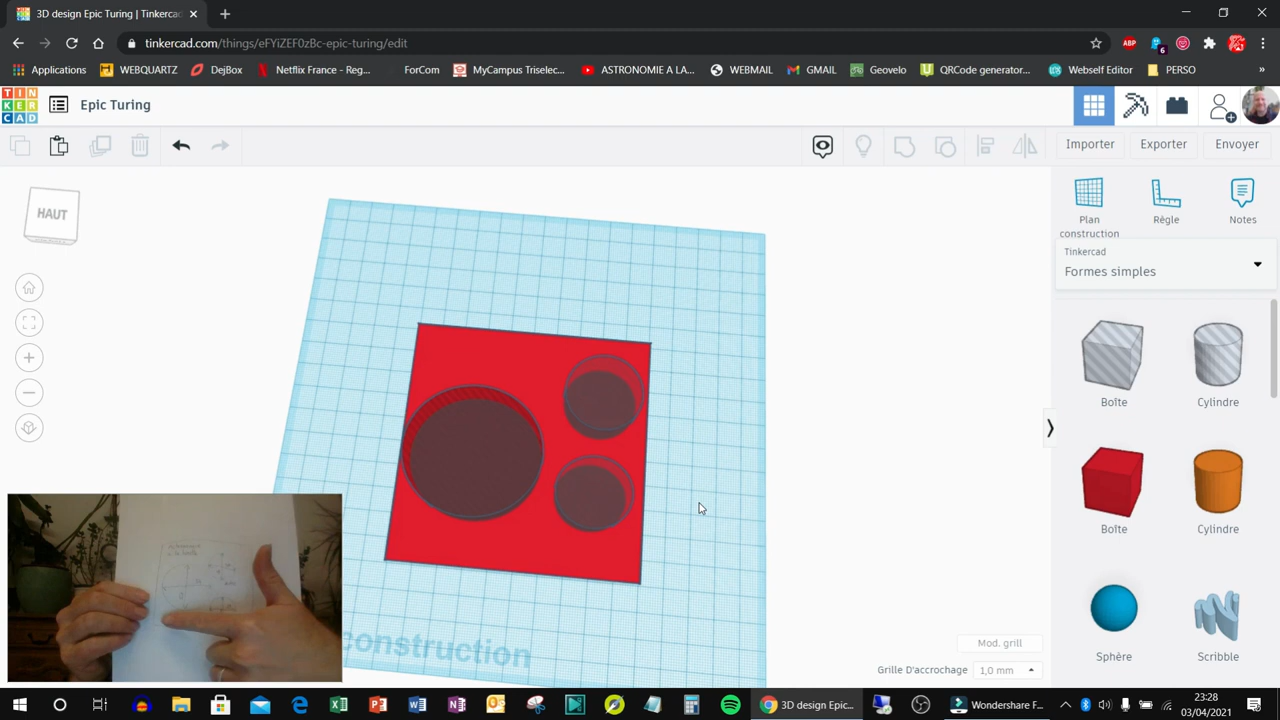 3D design Epic Turing | Tinkercad
tinkercad.com/things/eFYiZEF0zBc-epic-turing/edit
ABP
6
Applications
WEBQUARTZ
DejBox
Netflix France - Reg...
ForCom
MyCampus Triselec...
ASTRONOMIE A LA...
WEBMAIL
GMAIL
Geovelo
QRCode generator...
Webself Editor
PERSO
»
TIN
KER
CAD
Epic Turing
Importer
Exporter
Envoyer
HAUT
Plan construction
Règle
Notes
Tinkercad
Formes simples
Boîte
Cylindre
Boîte
Cylindre
Sphère
Scribble
construction
Mod. grill
Grille D'accrochage
1,0 mm
3D design Epic...
Wondershare F...
23:28
03/04/2021